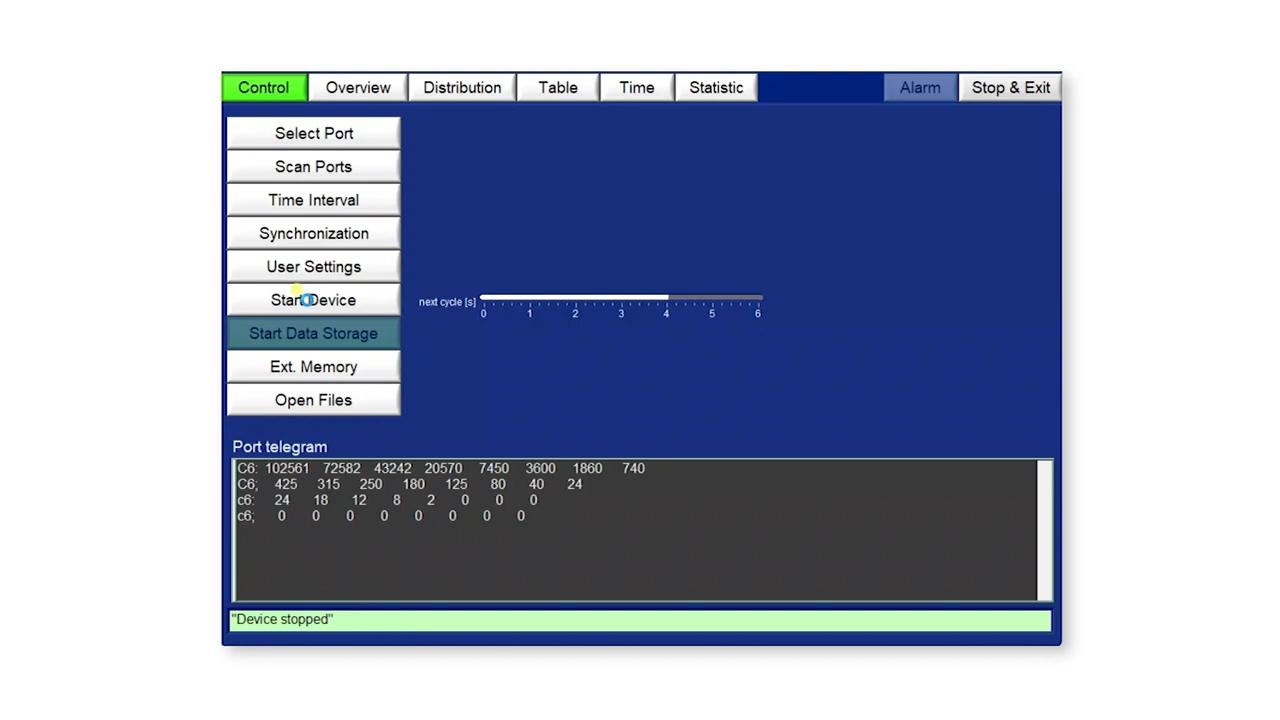 Control Overview Distribution Table Time Statistic Alarm Stop & Exit
Select Port
Scan Ports
Time Interval
Synchronization
User Settings
Start Device
next cycle [s]
0 1 2 3 4 5 6
Start Data Storage
Ext. Memory
Open Files
Port telegram
C6: 102561 72582 43242 20570 7450 3600 1860 740
C6; 425 315 250 180 125 80 40 24
c6: 24 18 12 8 2 0 0 0
c6; 0 0 0 0 0 0 0 0
"Device stopped"